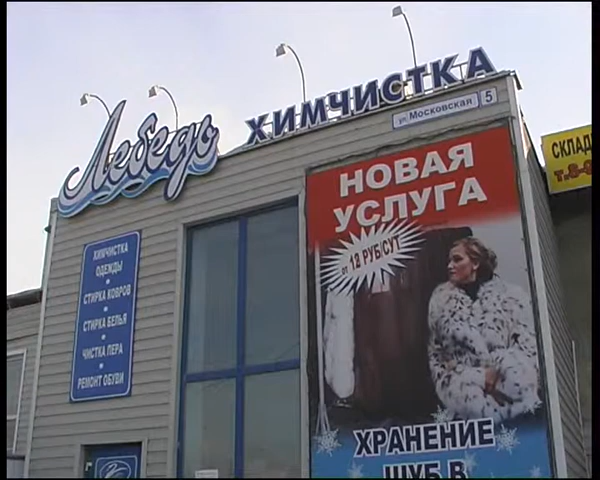 Лебедь
ХИМЧИСТКА
ул. Московская 5
ХИМЧИСТКА
ОДЕЖДЫ
СТИРКА КОВРОВ
СТИРКА БЕЛЬЯ
ЧИСТКА ПЕРА
РЕМОНТ ОБУВИ
НОВАЯ
УСЛУГА
от 12 РУБ/СУТ
ХРАНЕНИЕ
ШУБ В